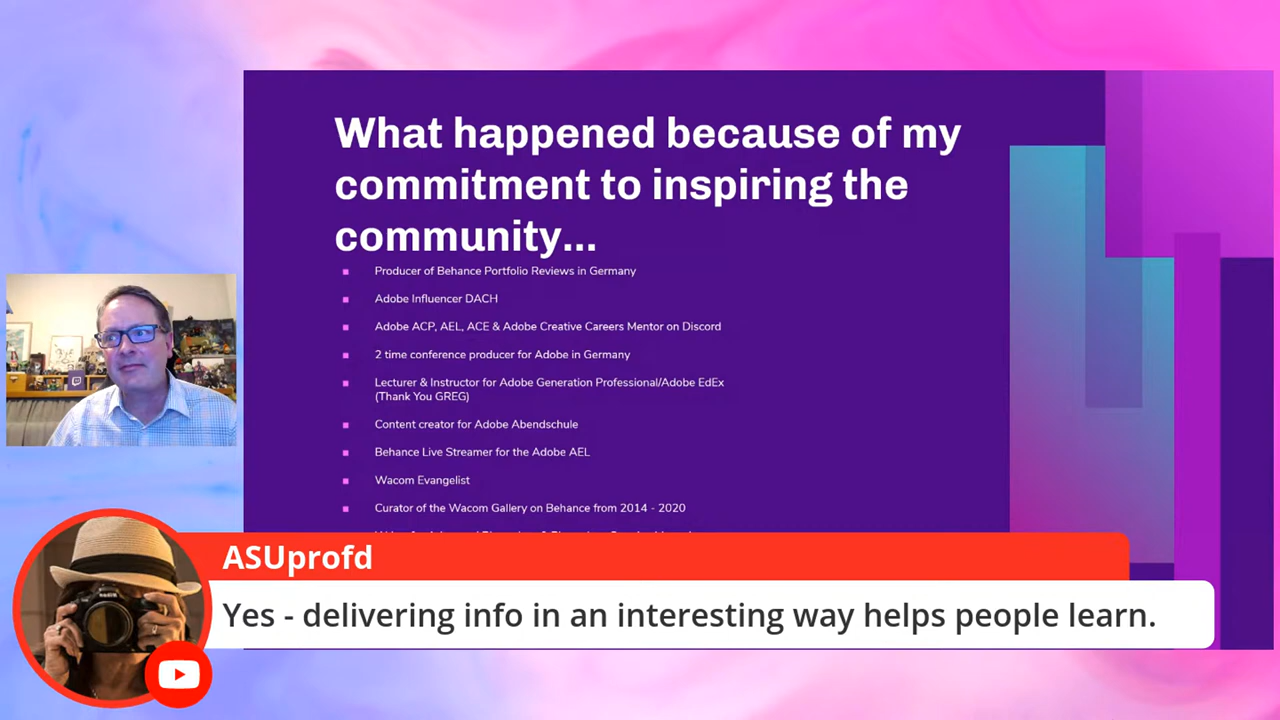 What happened because of my
commitment to inspiring the
community...
Producer of Behance Portfolio Reviews in Germany
Adobe Influencer DACH
Adobe ACP, AEL, ACE & Adobe Creative Careers Mentor on Discord
2 time conference producer for Adobe in Germany
Lecturer & Instructor for Adobe Generation Professional/Adobe EdEx
(Thank You GREG)
Content creator for Adobe Abendschule
Behance Live Streamer for the Adobe AEL
Wacom Evangelist
Curator of the Wacom Gallery on Behance from 2014 - 2020
ASUprofd
Yes - delivering info in an interesting way helps people learn.